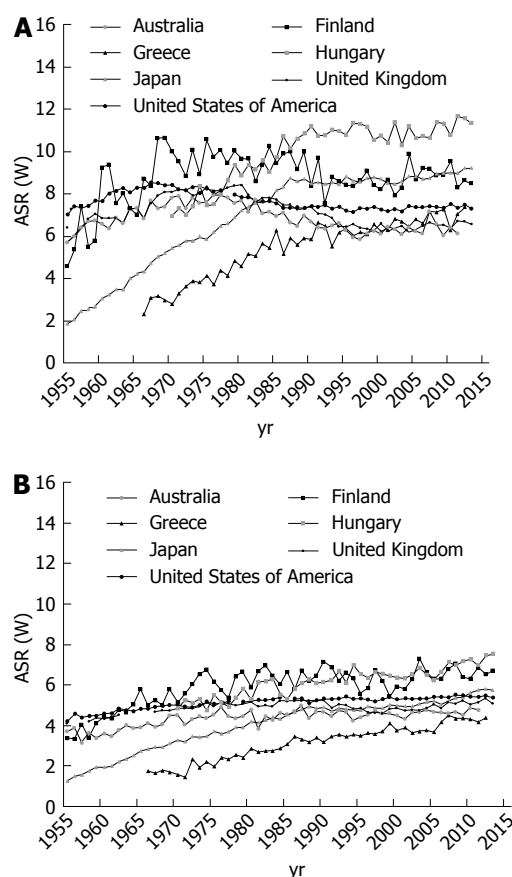 A
16
14
12
10
8
6
4
2
0
ASR (W)
Australia
Finland
Greece
Hungary
Japan
United Kingdom
United States of America
1955
1960
1965
1970
1975
1980
1985
1990
1995
2000
2005
2010
2015
yr
B
16
14
12
10
8
6
4
2
0
ASR (W)
Australia
Finland
Greece
Hungary
Japan
United Kingdom
United States of America
1955
1960
1965
1970
1975
1980
1985
1990
1995
2000
2005
2010
2015
yr